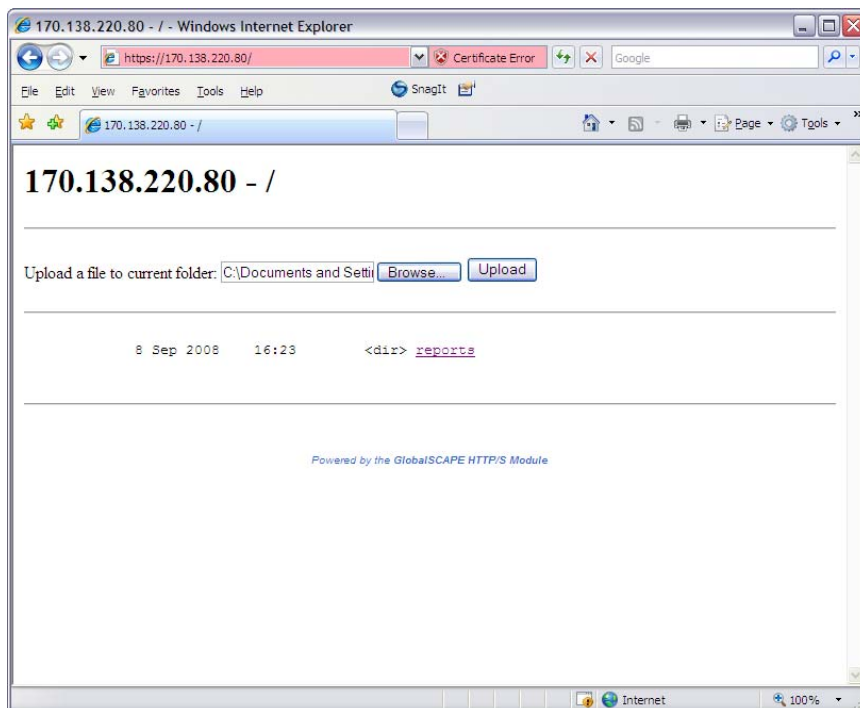 170.138.220.80 - / - Windows Internet Explorer
https://170.138.220.80/ Certificate Error Google
File Edit View Favorites Tools Help SnagIt
170.138.220.80 - / Page Tools »
170.138.220.80 - /
Upload a file to current folder: C:\Documents and Setti Browse... Upload
8 Sep 2008 16:23 <dir> reports
Powered by the GlobalSCAPE HTTP/S Module
Internet 100%